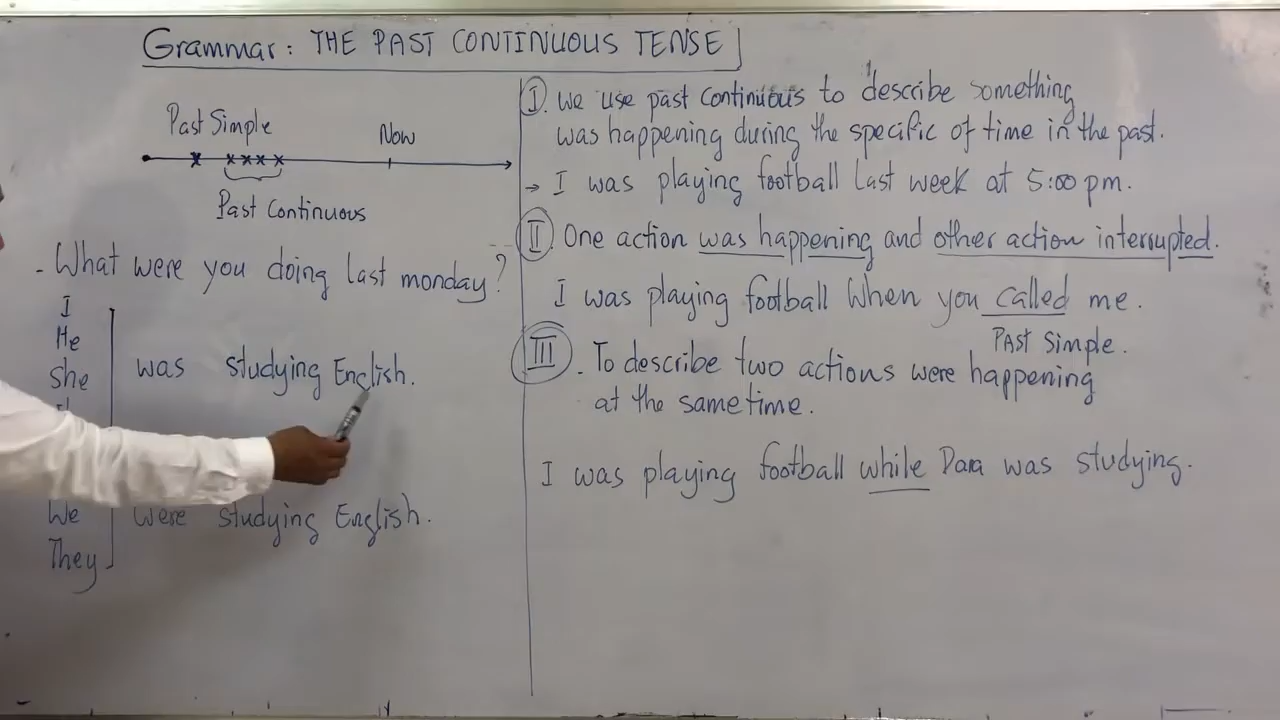 Grammar: THE PAST CONTINUOUS TENSE
Past Simple
Now
Past Continuous
- What were you doing last monday?
I
He
she
was studying English.
We
They
were studying English.
I. We use past continuous to describe something
was happening during the specific of time in the past.
→ I was playing football last week at 5:00 pm.
II. One action was happening and other action interrupted.
I was playing football when you called me.
PAST Simple.
III. To describe two actions were happening
at the same time.
I was playing football while Dara was studying.